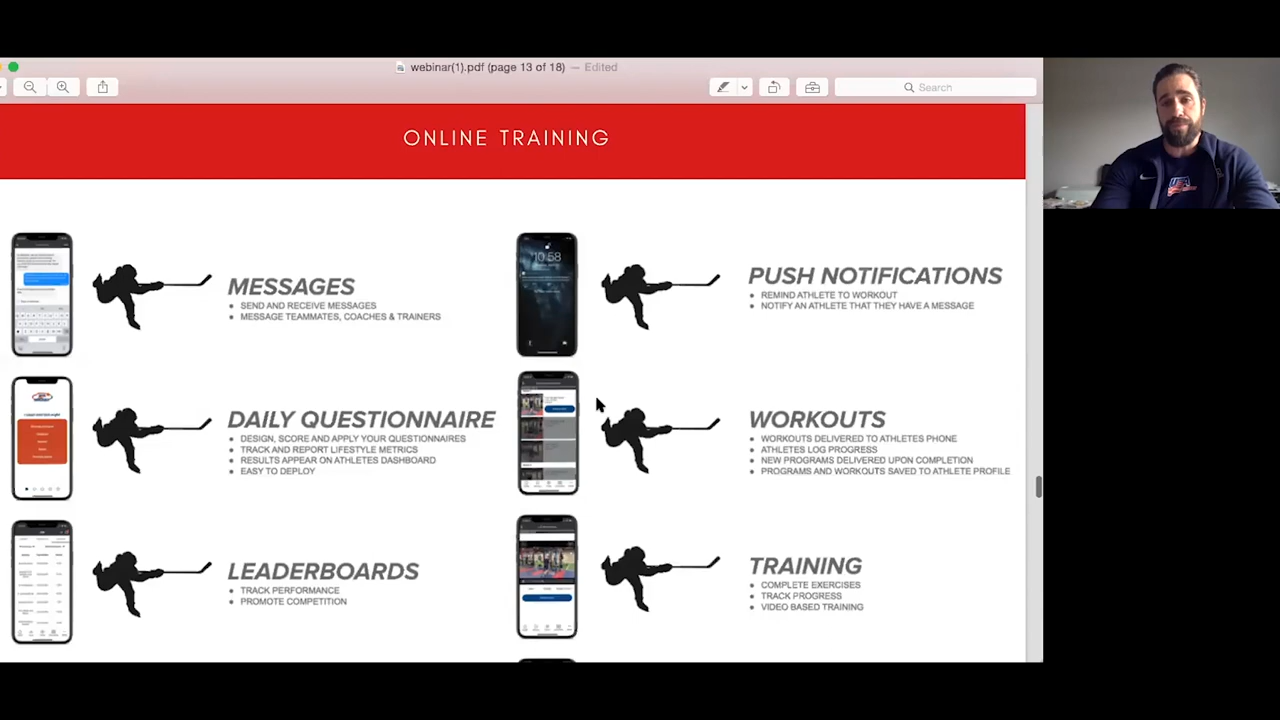 webinar(1).pdf (page 13 of 18) — Edited
Search
ONLINE TRAINING
MESSAGES
SEND AND RECEIVE MESSAGES
MESSAGE TEAMMATES, COACHES & TRAINERS
10:58
PUSH NOTIFICATIONS
REMIND ATHLETE TO WORKOUT
NOTIFY AN ATHLETE THAT THEY HAVE A MESSAGE
DAILY QUESTIONNAIRE
DESIGN, SCORE AND APPLY YOUR QUESTIONNAIRES
TRACK AND REPORT LIFESTYLE METRICS
RESULTS APPEAR ON ATHLETES DASHBOARD
EASY TO DEPLOY
WORKOUTS
WORKOUTS DELIVERED TO ATHLETES PHONE
ATHLETES LOG PROGRESS
NEW PROGRAMS DELIVERED UPON COMPLETION
PROGRAMS AND WORKOUTS SAVED TO ATHLETE PROFILE
LEADERBOARDS
TRACK PERFORMANCE
PROMOTE COMPETITION
TRAINING
COMPLETE EXERCISES
TRACK PROGRESS
VIDEO BASED TRAINING
USA